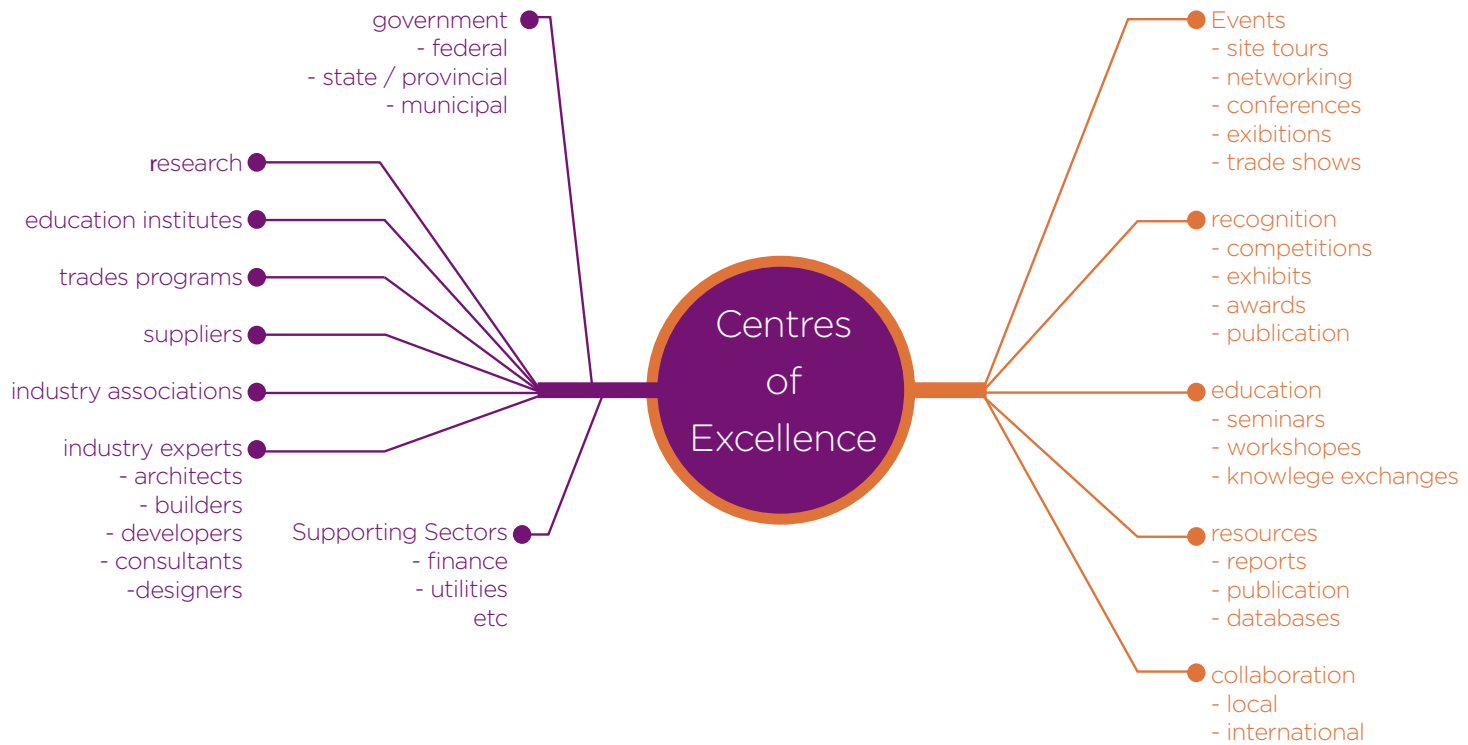 government
- federal
- state / provincial
- municipal
research
education institutes
trades programs
suppliers
industry associations
industry experts
- architects
- builders
- developers
- consultants
-designers
Supporting Sectors
- finance
- utilities
etc
Centres
of
Excellence
Events
- site tours
- networking
- conferences
- exibitions
- trade shows
recognition
- competitions
- exhibits
- awards
- publication
education
- seminars
- workshopes
- knowlege exchanges
resources
- reports
- publication
- databases
collaboration
- local
- international